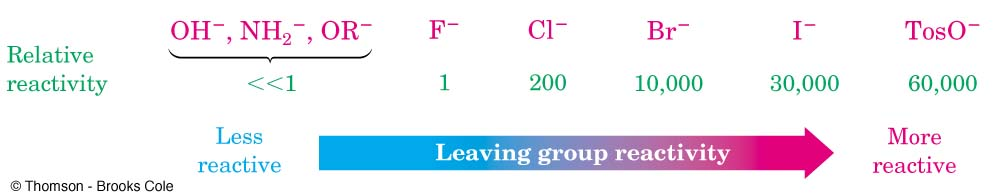 OH⁻, NH₂⁻, OR⁻ F⁻ Cl⁻ Br⁻ I⁻ TosO⁻
Relative
reactivity <<1 1 200 10,000 30,000 60,000
Less
reactive
Leaving group reactivity
More
reactive
© Thomson - Brooks Cole